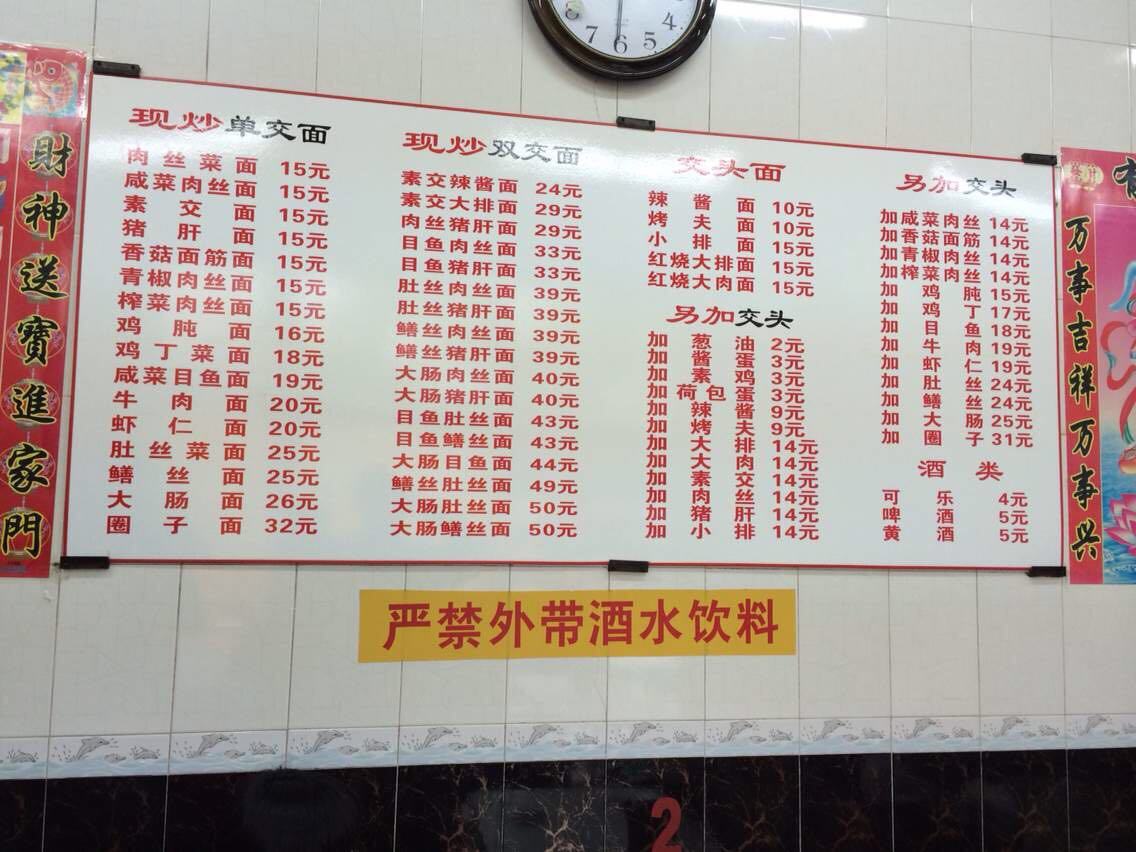 8 7 6 5 4
財神送寶進家門
现炒单交面
肉丝菜面 15元
咸菜肉丝面 15元
素交面 15元
猪肝面 15元
香菇面筋面 15元
青椒肉丝面 15元
榨菜肉丝面 15元
鸡肫面 16元
鸡丁菜面 18元
咸菜目鱼面 19元
牛肉面 20元
虾仁面 20元
肚丝菜面 25元
鳝丝面 25元
大肠面 26元
圈子面 32元
现炒双交面
素交辣酱面 24元
素交大排面 29元
肉丝猪肝面 29元
目鱼肉丝面 33元
目鱼猪肝面 33元
肚丝肉丝面 39元
肚丝猪肝面 39元
鳝丝肉丝面 39元
鳝丝猪肝面 39元
大肠肉丝面 40元
大肠猪肝面 40元
目鱼肚丝面 43元
目鱼鳝丝面 43元
大肠目鱼面 44元
鳝丝肚丝面 49元
大肠肚丝面 50元
大肠鳝丝面 50元
交头面
辣酱面 10元
烤夫面 10元
小排面 15元
红烧大排面 15元
红烧大肉面 15元
另加交头
加葱油 2元
加酱蛋 3元
加素鸡 3元
加荷包蛋 3元
加辣酱 9元
加烤夫 9元
加大排 14元
加大肉 14元
加素交 14元
加肉丝 14元
加猪肝 14元
加小排 14元
另加交头
加咸菜肉丝 14元
加香菇面筋 14元
加青椒肉丝 14元
加榨菜肉丝 14元
加鸡肫 15元
加鸡丁 17元
加目鱼 18元
加牛肉 19元
加虾仁 19元
加肚丝 24元
加鳝丝 24元
加大肠 25元
加圈子 31元
酒类
可乐 4元
啤酒 5元
黄酒 5元
万事吉祥万事兴
严禁外带酒水饮料
2